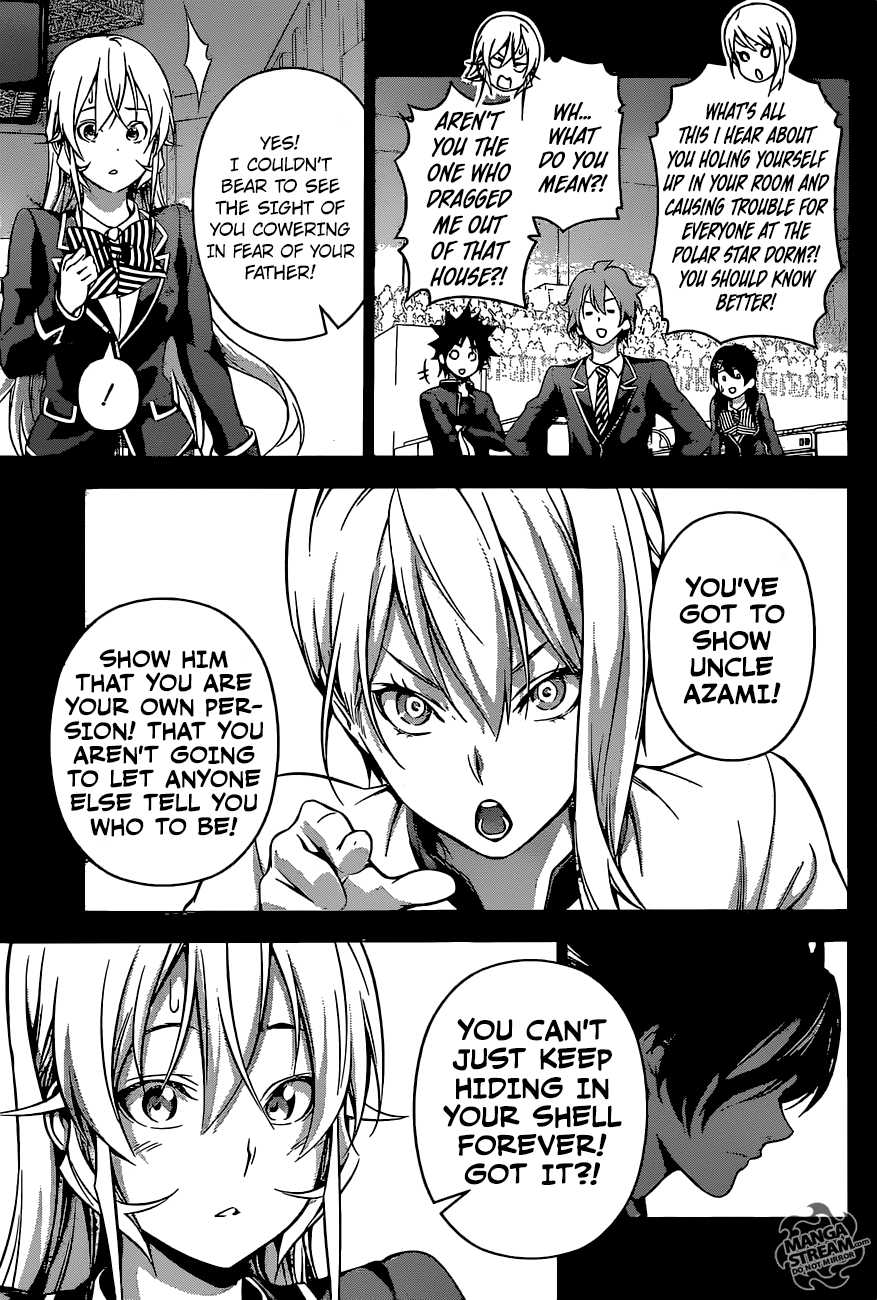 WHAT'S ALL
THIS I HEAR ABOUT
YOU HOLING YOURSELF
UP IN YOUR ROOM AND
CAUSING TROUBLE FOR
EVERYONE AT THE
POLAR STAR DORM?!
YOU SHOULD KNOW
BETTER!
WH...
WHAT
DO YOU
MEAN?!
AREN'T
YOU THE
ONE WHO
DRAGGED
ME OUT
OF THAT
HOUSE?!
YES!
I COULDN'T
BEAR TO SEE
THE SIGHT OF
YOU COWERING
IN FEAR OF YOUR
FATHER!
!
YOU'VE
GOT TO
SHOW
UNCLE
AZAMI!
SHOW HIM
THAT YOU ARE
YOUR OWN PER-
SION! THAT YOU
AREN'T GOING
TO LET ANYONE
ELSE TELL YOU
WHO TO BE!
YOU CAN'T
JUST KEEP
HIDING IN
YOUR SHELL
FOREVER!
GOT IT?!
MANGA
STREAM.com
DO NOT MIRROR